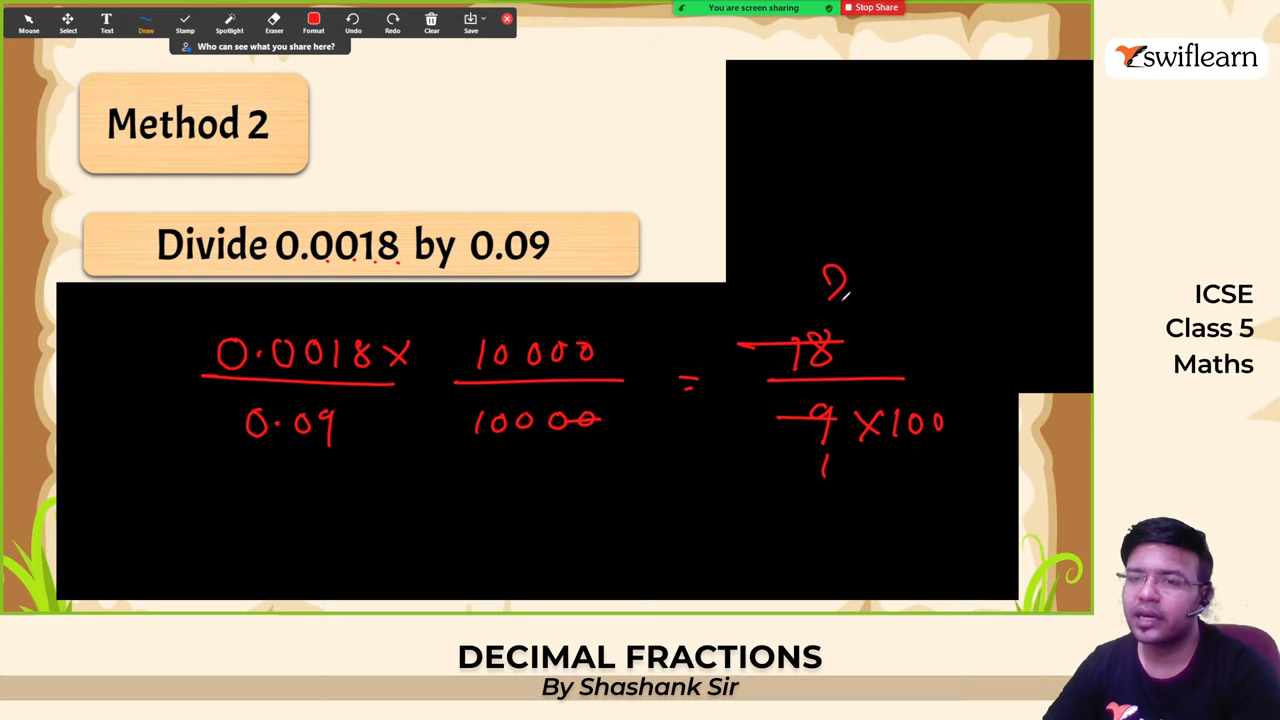 Mouse Select Text Draw Stamp Spotlight Eraser Format Undo Redo Clear Save
You are screen sharing Stop Share
Who can see what you share here?
swiflearn
Method 2
Divide 0.0018 by 0.09
ICSE
Class 5
Maths
2
0.0018 × 10000 = 18
0.09 10000 9 × 100
1
DECIMAL FRACTIONS
By Shashank Sir